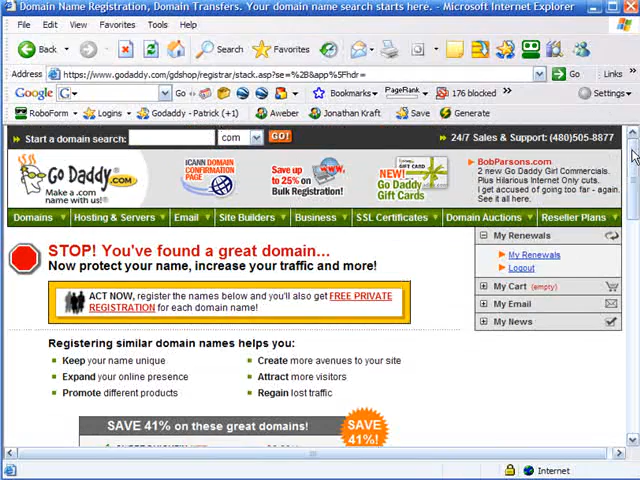 Domain Name Registration, Domain Transfers. Your domain name search starts here. - Microsoft Internet Explorer
File Edit View Favorites Tools Help
Back Search Favorites
Address https://www.godaddy.com/gdshop/registrar/stack.asp?se=%2B&app%5Fhdr= Go Links »
Google G Go Bookmarks PageRank 176 blocked Settings
RoboForm Logins Godaddy - Patrick (+1) Aweber Jonathan Kraft Save Generate
Start a domain search: com GO! 24/7 Sales & Support: (480)505-8877
Go Daddy .COM
Make a .com
name with us!
ICANN DOMAIN
CONFIRMATION
PAGE
Save up
to 25% on
Bulk Registration!
NEW!
Go Daddy
Gift Cards
GIFT CARD
BobParsons.com
2 new Go Daddy Girl Commercials.
Plus Hilarious Internet Only cuts.
I get accused of going too far - again.
See it all here.
Domains Hosting & Servers Email Site Builders Business SSL Certificates Domain Auctions Reseller Plans
STOP! You've found a great domain...
Now protect your name, increase your traffic and more!
ACT NOW, register the names below and you'll also get FREE PRIVATE
REGISTRATION for each domain name!
My Renewals
My Renewals
Logout
My Cart (empty)
My Email
My News
Registering similar domain names helps you:
Keep your name unique
Expand your online presence
Promote different products
Create more avenues to your site
Attract more visitors
Regain lost traffic
SAVE 41% on these great domains!
SAVE
41%!
Internet